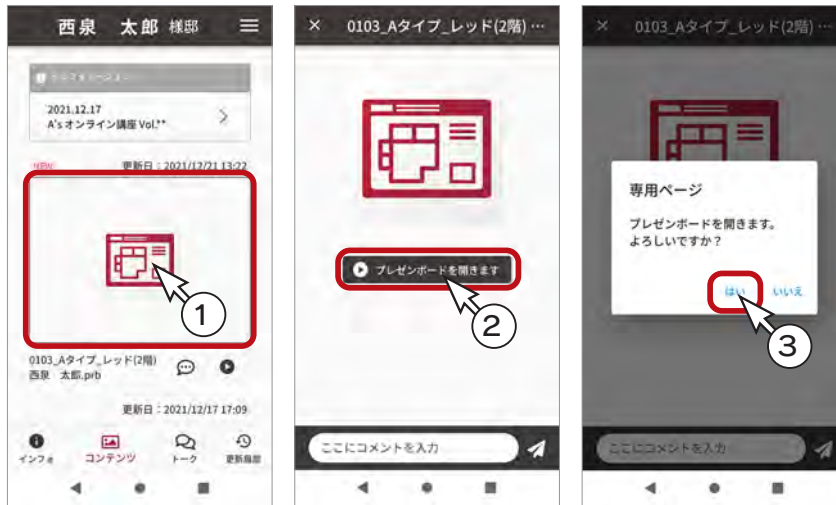 西泉 太郎 様邸
2021.12.17
A's オンライン講座 Vol.**
NEW
更新日：2021/12/21 13:22
1
0103_Aタイプ_レッド(2階)
西泉 太郎.prb
更新日：2021/12/17 17:09
インフォ コンテンツ トーク 更新履歴
× 0103_Aタイプ_レッド(2階) …
プレゼンボードを開きます
2
ここにコメントを入力
× 0103_Aタイプ_レッド(2階) …
専用ページ
プレゼンボードを開きます。
よろしいですか？
はい いいえ
3
ここにコメントを入力